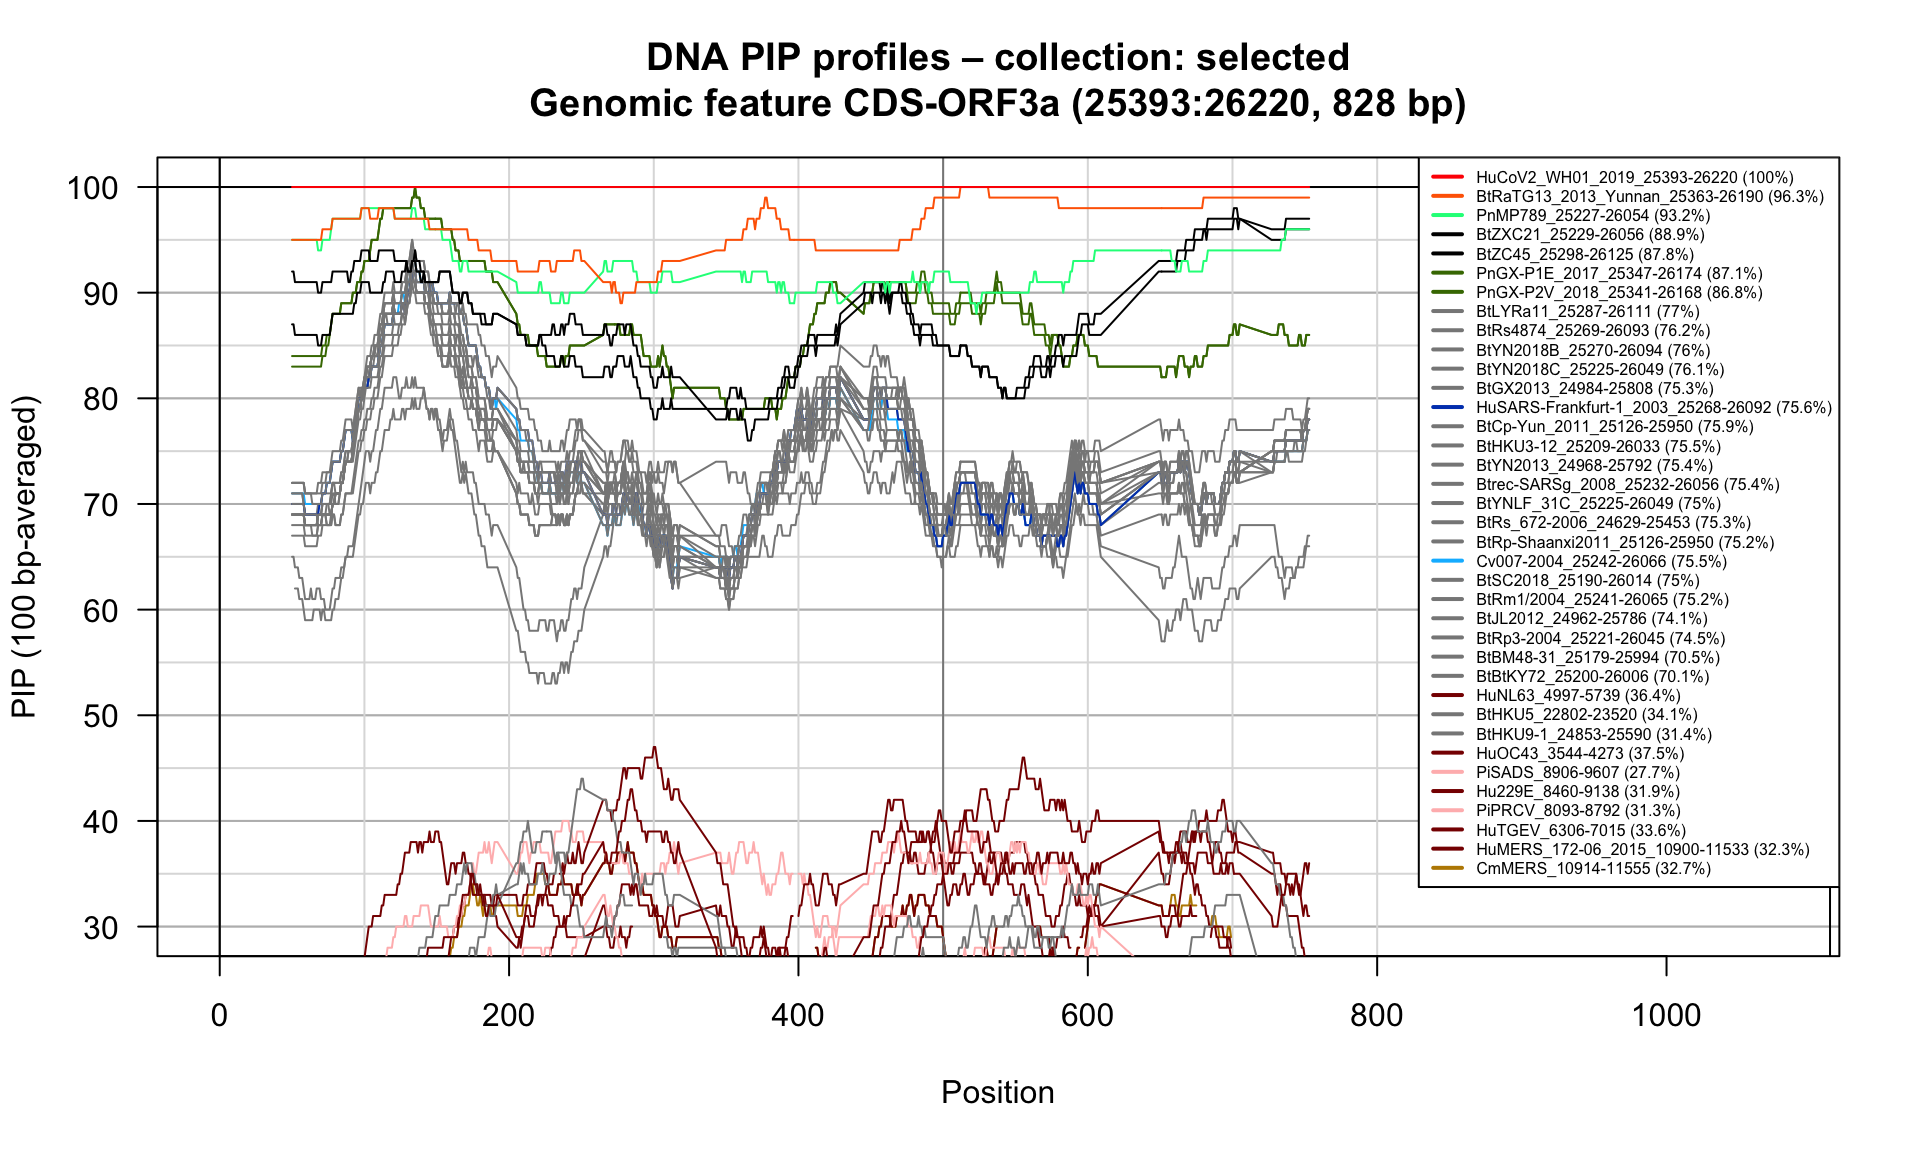 DNA PIP profiles – collection: selected
Genomic feature CDS-ORF3a (25393:26220, 828 bp)
PIP (100 bp-averaged)
100
90
80
70
60
50
40
30
0
200
400
600
800
1000
Position
HuCoV2_WH01_2019_25393-26220 (100%)
BtRaTG13_2013_Yunnan_25363-26190 (96.3%)
PnMP789_25227-26054 (93.2%)
BtZXC21_25229-26056 (88.9%)
BtZC45_25298-26125 (87.8%)
PnGX-P1E_2017_25347-26174 (87.1%)
PnGX-P2V_2018_25341-26168 (86.8%)
BtLYRa11_25287-26111 (77%)
BtRs4874_25269-26093 (76.2%)
BtYN2018B_25270-26094 (76%)
BtYN2018C_25225-26049 (76.1%)
BtGX2013_24984-25808 (75.3%)
HuSARS-Frankfurt-1_2003_25268-26092 (75.6%)
BtCp-Yun_2011_25126-25950 (75.9%)
BtHKU3-12_25209-26033 (75.5%)
BtYN2013_24968-25792 (75.4%)
Btrec-SARSg_2008_25232-26056 (75.4%)
BtYNLF_31C_25225-26049 (75%)
BtRs_672-2006_24629-25453 (75.3%)
BtRp-Shaanxi2011_25126-25950 (75.2%)
Cv007-2004_25242-26066 (75.5%)
BtSC2018_25190-26014 (75%)
BtRm1/2004_25241-26065 (75.2%)
BtJL2012_24962-25786 (74.1%)
BtRp3-2004_25221-26045 (74.5%)
BtBM48-31_25179-25994 (70.5%)
BtBtKY72_25200-26006 (70.1%)
HuNL63_4997-5739 (36.4%)
BtHKU5_22802-23520 (34.1%)
BtHKU9-1_24853-25590 (31.4%)
HuOC43_3544-4273 (37.5%)
PiSADS_8906-9607 (27.7%)
Hu229E_8460-9138 (31.9%)
PiPRCV_8093-8792 (31.3%)
HuTGEV_6306-7015 (33.6%)
HuMERS_172-06_2015_10900-11533 (32.3%)
CmMERS_10914-11555 (32.7%)